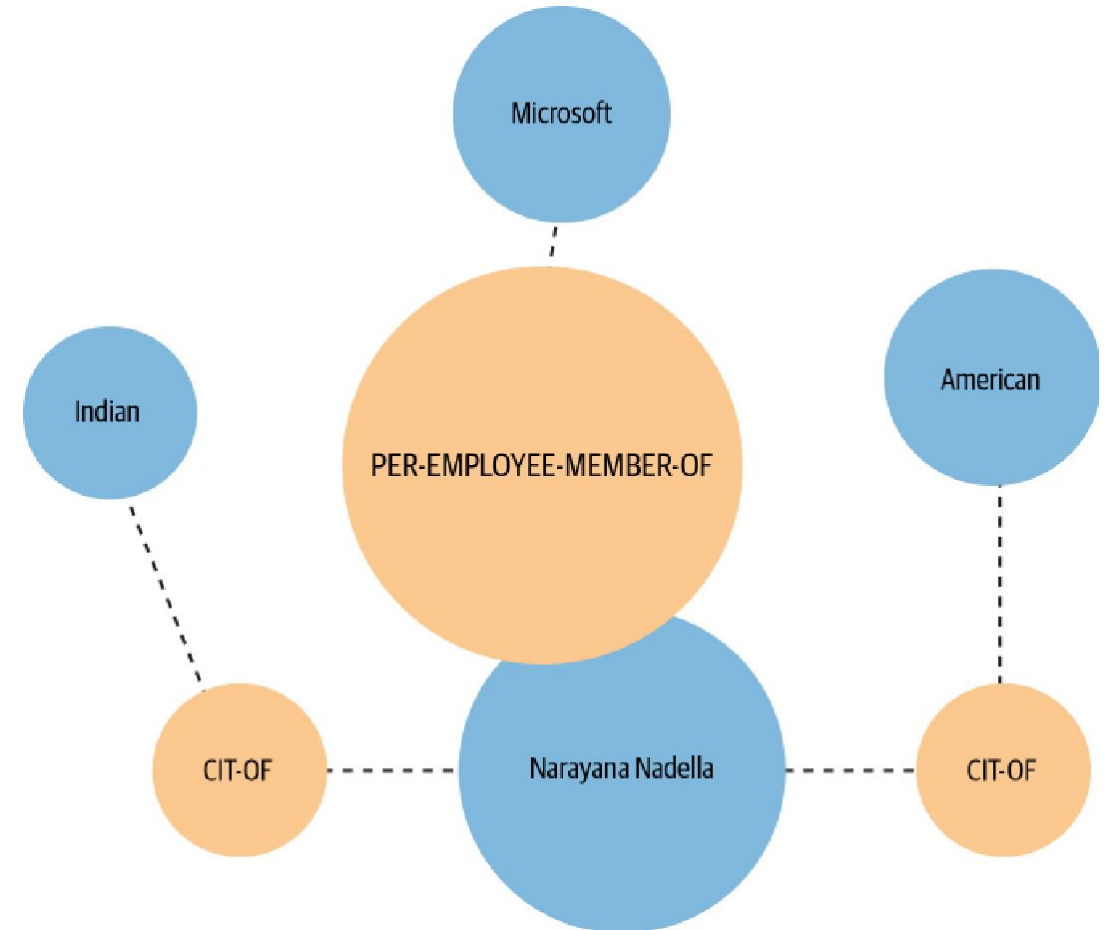 Microsoft
American
Indian
PER-EMPLOYEE-MEMBER-OF
CIT-OF
Narayana Nadella
CIT-OF